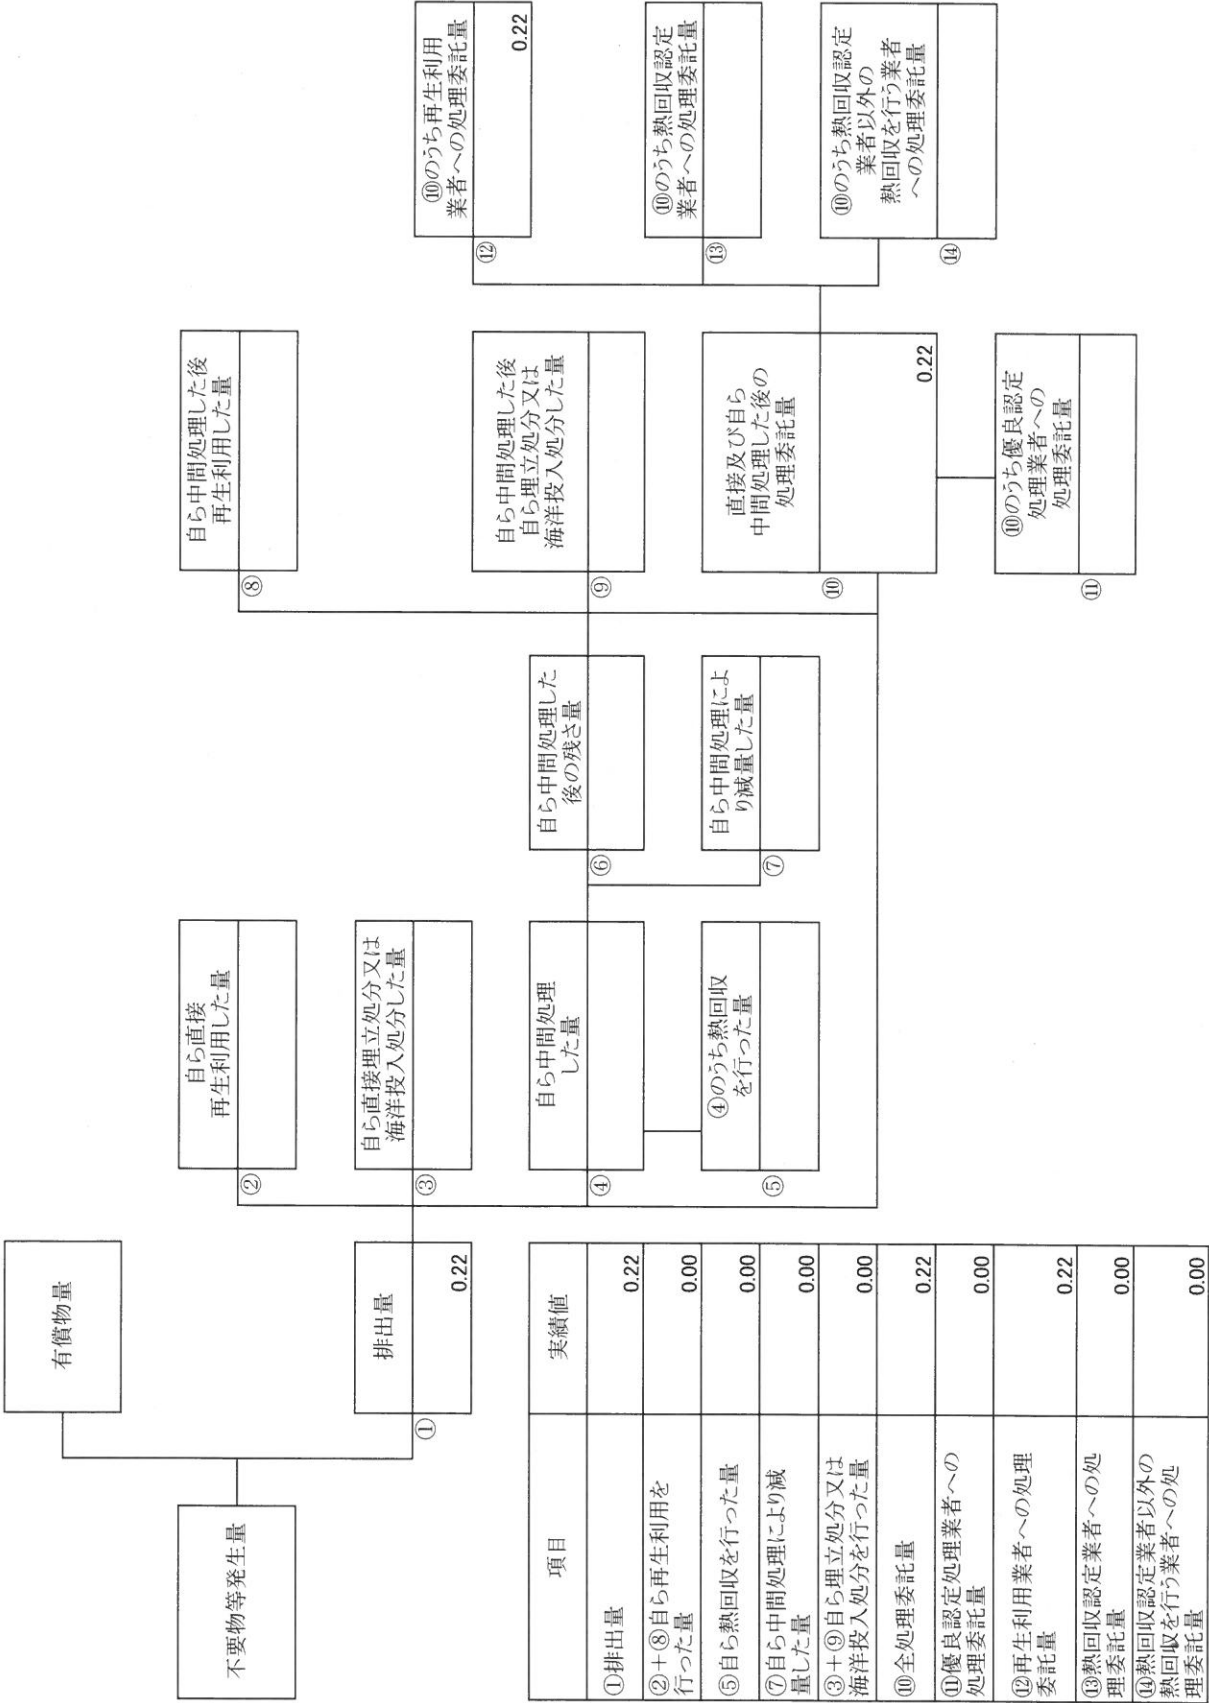 不要物等発生量
有償物量
①
排出量
0.22
②
自ら直接
再生利用した量
③
自ら直接埋立処分又は
海洋投入処分した量
④
自ら中間処理
した量
⑤
④のうち熱回収
を行った量
⑥
自ら中間処理した
後の残さ量
⑦
自ら中間処理によ
り減量した量
⑧
自ら中間処理した後
再生利用した量
⑨
自ら中間処理した後
自ら埋立処分又は
海洋投入処分した量
⑩
直接及び自ら
中間処理した後の
処理委託量
0.22
⑪
⑩のうち優良認定
処理業者への
処理委託量
⑫
⑩のうち再生利用
業者への処理委託量
0.22
⑬
⑩のうち熱回収認定
業者への処理委託量
⑭
⑩のうち熱回収認定
業者以外の
熱回収を行う業者
への処理委託量
項目 実績値
①排出量 0.22
②+⑧自ら再生利用を
行った量 0.00
⑤自ら熱回収を行った量 0.00
⑦自ら中間処理により減
量した量 0.00
③+⑨自ら埋立処分又は
海洋投入処分を行った量 0.00
⑩全処理委託量 0.22
⑪優良認定処理業者への
処理委託量 0.00
⑫再生利用業者への処理
委託量 0.22
⑬熱回収認定業者への処
理委託量 0.00
⑭熱回収認定業者以外の
熱回収を行う業者への処
理委託量 0.00